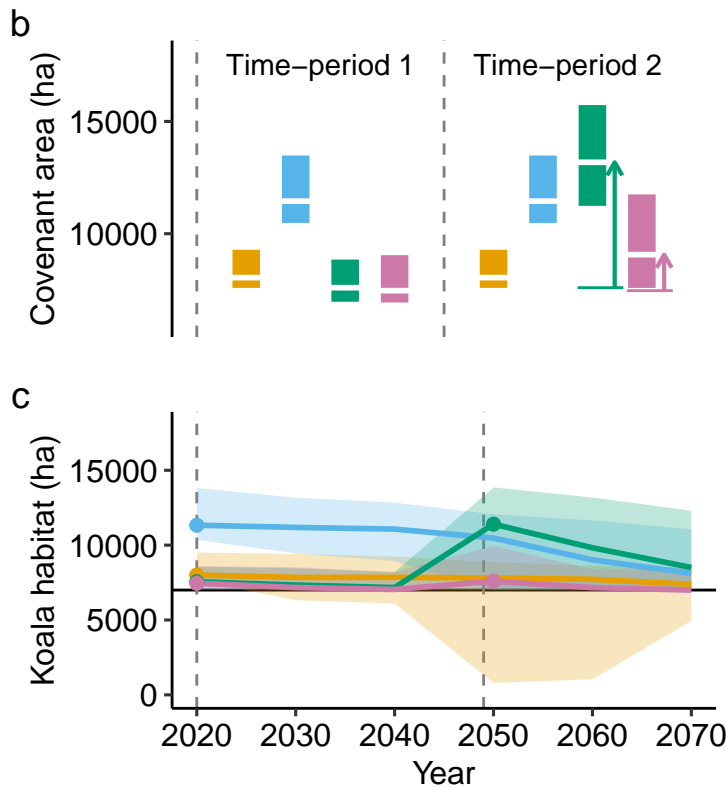 b
Covenant area (ha)
Time−period 1
Time−period 2
15000
10000
c
Koala habitat (ha)
15000
10000
5000
0
2020 2030 2040 2050 2060 2070
Year